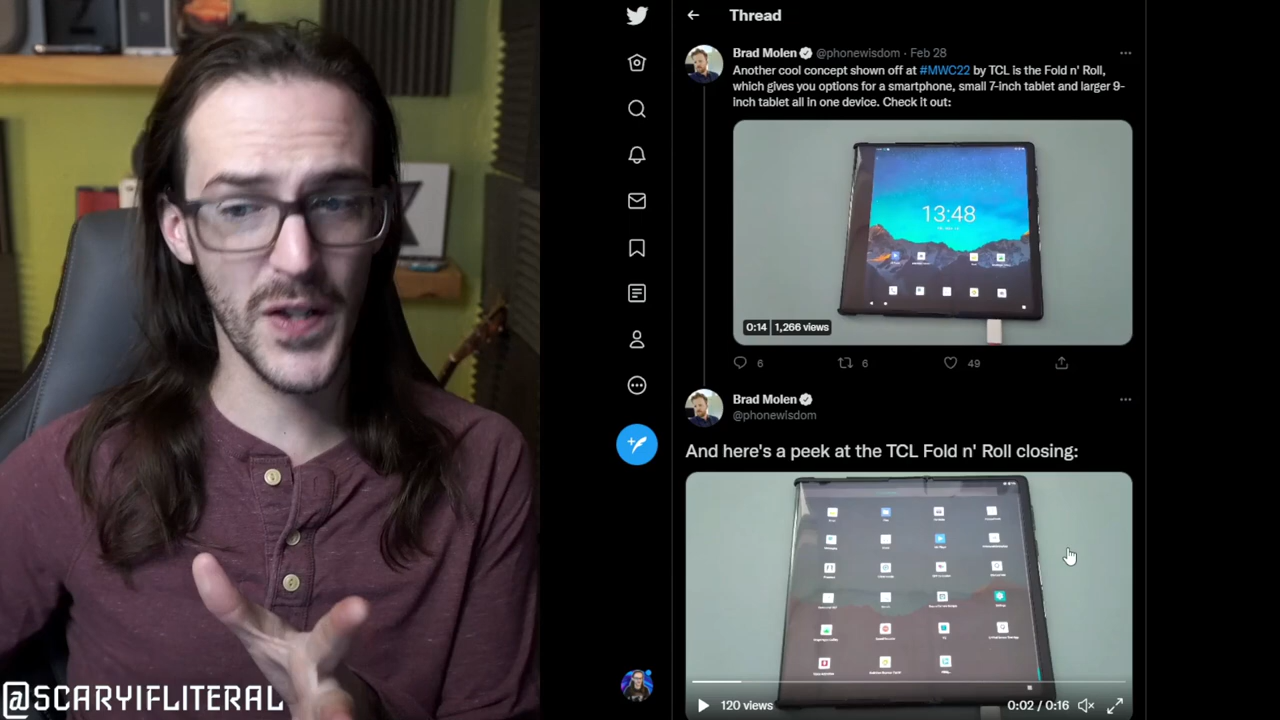 Thread
Brad Molen @phonewisdom · Feb 28
Another cool concept shown off at #MWC22 by TCL is the Fold n' Roll,
which gives you options for a smartphone, small 7-inch tablet and larger 9-
inch tablet all in one device. Check it out:
13:48
0:14 1,266 views
6 6 49
Brad Molen
@phonewisdom
And here's a peek at the TCL Fold n' Roll closing:
120 views 0:02 / 0:16
@SCARYIFLITERAL